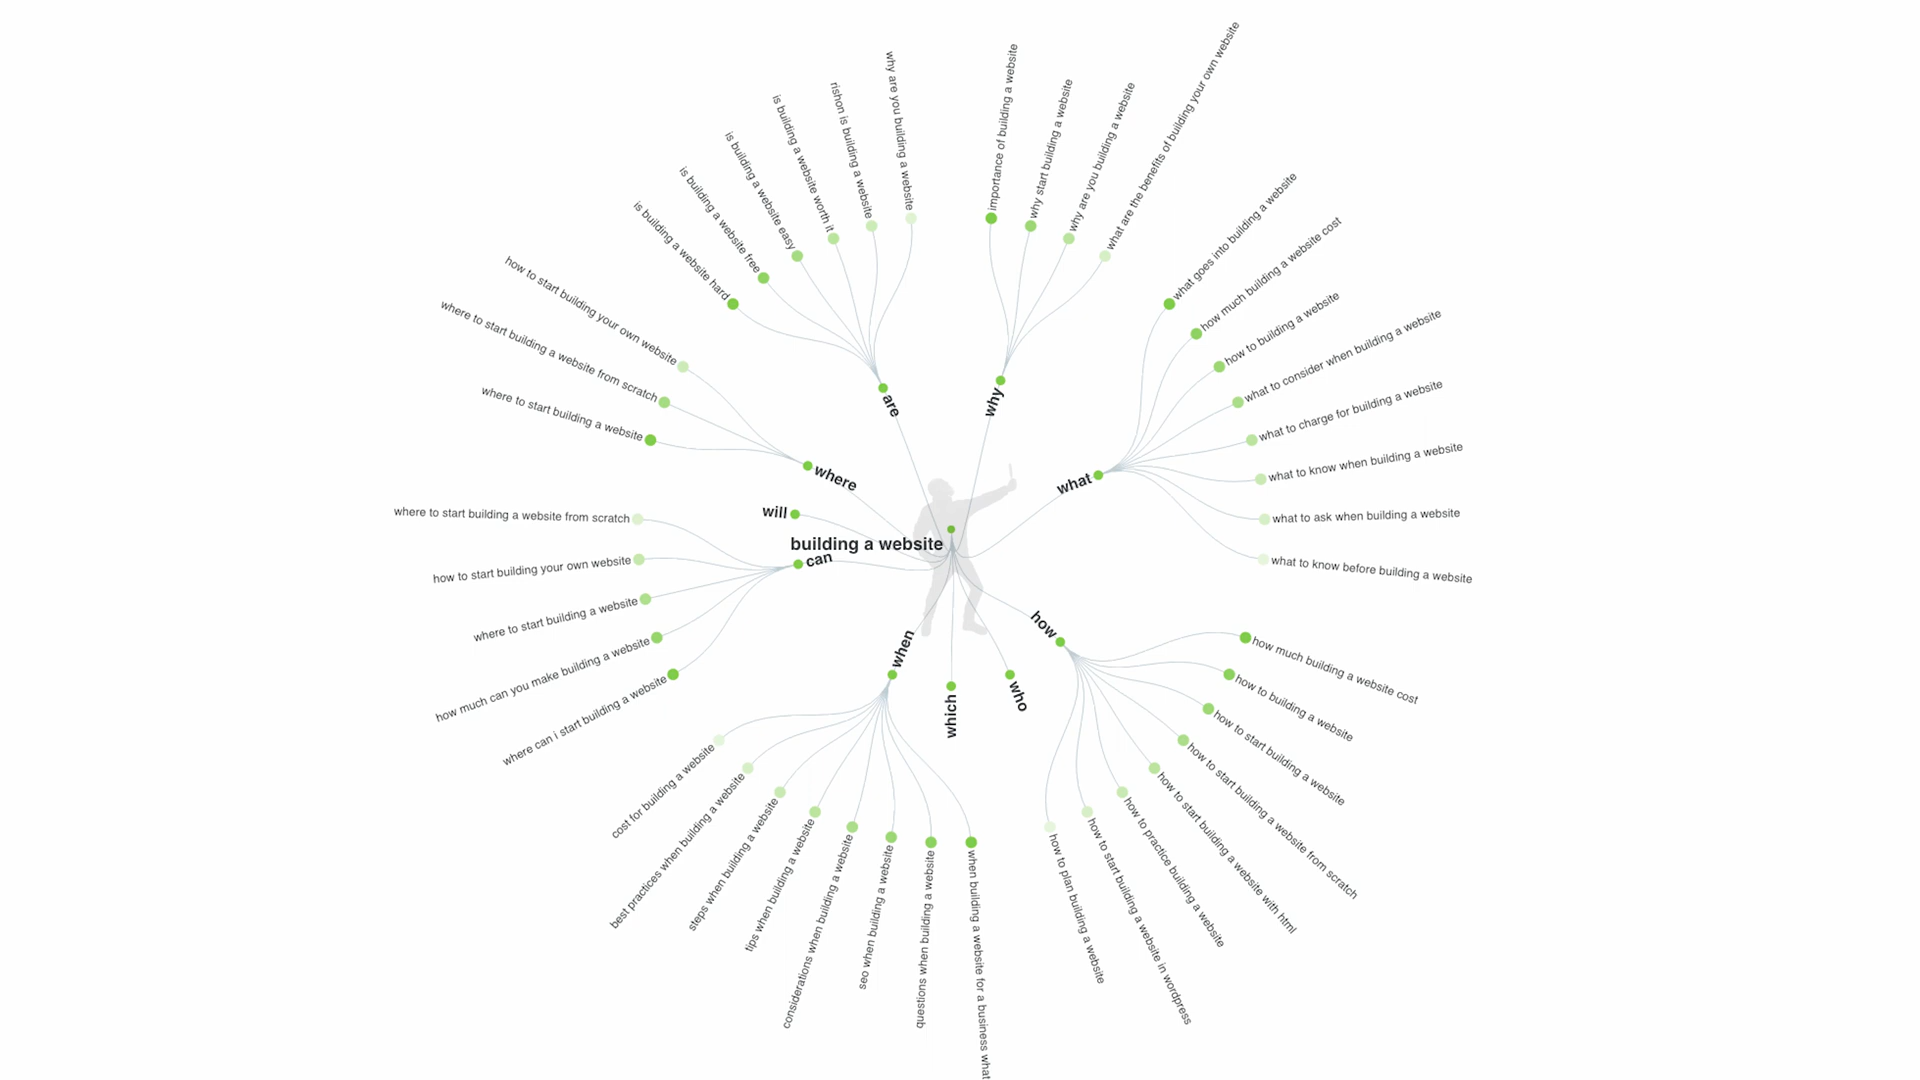 building a website
why
importance of building a website
why start building a website
why are you building a website
what are the benefits of building your own website
what
what goes into building a website
how much building a website cost
how to building a website
what to consider when building a website
what to charge for building a website
what to know when building a website
what to ask when building a website
what to know before building a website
how
how much building a website cost
how to building a website
how to start building a website
how to start building a website from scratch
how to start building a website with html
how to practice building a website
how to start building a website in wordpress
how to plan building a website
who
which
when
when building a website for a business what
questions when building a website
seo when building a website
considerations when building a website
tips when building a website
steps when building a website
best practices when building a website
cost for building a website
can
where can i start building a website
how much can you make building a website
where to start building a website
how to start building your own website
where to start building a website from scratch
will
where
where to start building a website
where to start building a website from scratch
how to start building your own website
are
is building a website hard
is building a website free
is building a website easy
is building a website worth it
rishon is building a website
why are you building a website